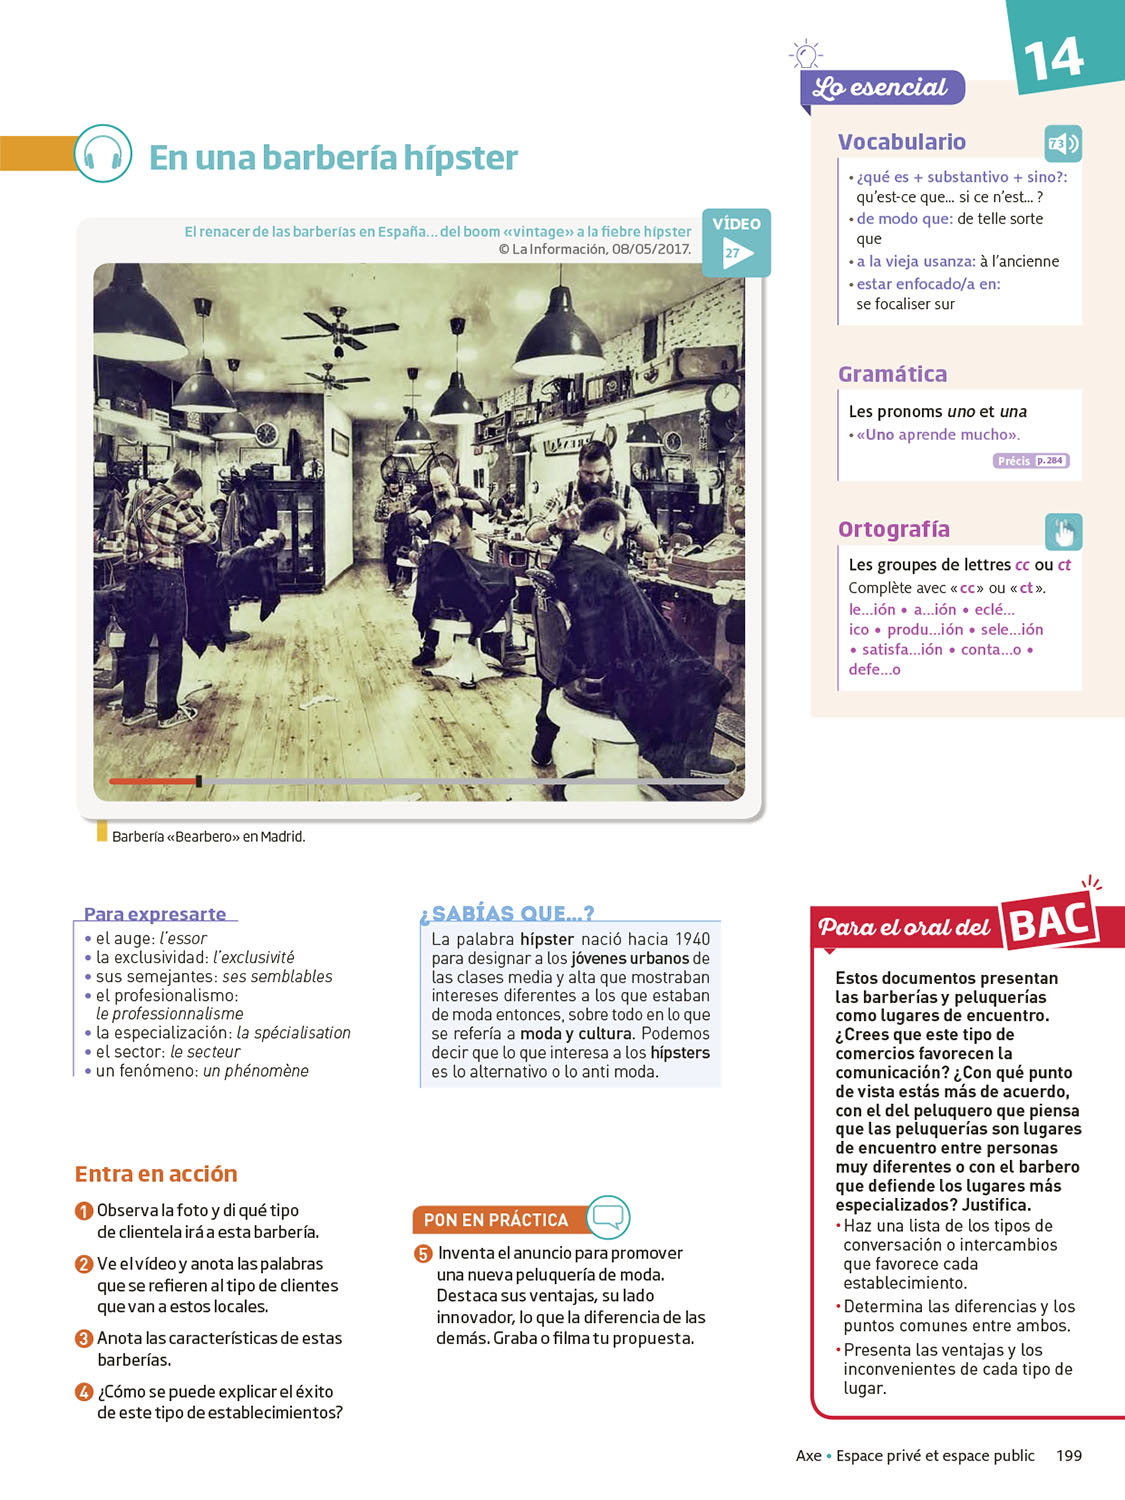 14
Lo esencial
En una barbería hípster
Vocabulario
73
• ¿qué es + substantivo + sino?:
qu'est-ce que... si ce n'est... ?
• de modo que: de telle sorte
que
• a la vieja usanza: à l'ancienne
• estar enfocado/a en:
se focaliser sur
El renacer de las barberías en España... del boom «vintage» a la fiebre hípster
© La Información, 08/05/2017.
VÍDEO
27
Gramática
Les pronoms uno et una
• «Uno aprende mucho».
Précis p. 284
Ortografía
Les groupes de lettres cc ou ct
Complète avec « cc » ou « ct ».
le...ión • a...ión • eclé...
ico • produ...ión • sele...ión
• satisfa...ión • conta...o •
defe...o
Barbería «Bearbero» en Madrid.
Para expresarte
• el auge: l'essor
• la exclusividad: l'exclusivité
• sus semejantes: ses semblables
• el profesionalismo:
le professionnalisme
• la especialización: la spécialisation
• el sector: le secteur
• un fenómeno: un phénomène
¿SABÍAS QUE...?
La palabra hípster nació hacia 1940
para designar a los jóvenes urbanos de
las clases media y alta que mostraban
intereses diferentes a los que estaban
de moda entonces, sobre todo en lo que
se refería a moda y cultura. Podemos
decir que lo que interesa a los hípsters
es lo alternativo o lo anti moda.
Para el oral del BAC
Estos documentos presentan
las barberías y peluquerías
como lugares de encuentro.
¿Crees que este tipo de
comercios favorecen la
comunicación? ¿Con qué punto
de vista estás más de acuerdo,
con el del peluquero que piensa
que las peluquerías son lugares
de encuentro entre personas
muy diferentes o con el barbero
que defiende los lugares más
especializados? Justifica.
• Haz una lista de los tipos de
conversación o intercambios
que favorece cada
establecimiento.
• Determina las diferencias y los
puntos comunes entre ambos.
• Presenta las ventajas y los
inconvenientes de cada tipo de
lugar.
Entra en acción
1 Observa la foto y di qué tipo
de clientela irá a esta barbería.
2 Ve el vídeo y anota las palabras
que se refieren al tipo de clientes
que van a estos locales.
3 Anota las características de estas
barberías.
4 ¿Cómo se puede explicar el éxito
de este tipo de establecimientos?
PON EN PRÁCTICA
5 Inventa el anuncio para promover
una nueva peluquería de moda.
Destaca sus ventajas, su lado
innovador, lo que la diferencia de las
demás. Graba o filma tu propuesta.
Axe • Espace privé et espace public 199